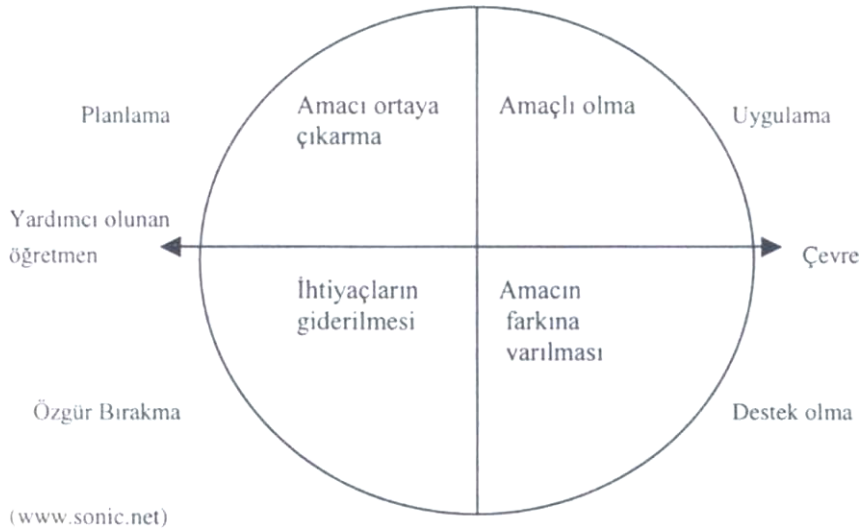 Planlama
Amacı ortaya
çıkarma
Amaçlı olma
Uygulama
Yardımcı olunan
öğretmen
Çevre
İhtiyaçların
giderilmesi
Amacın
farkına
varılması
Özgür Bırakma
Destek olma
(www.sonic.net)